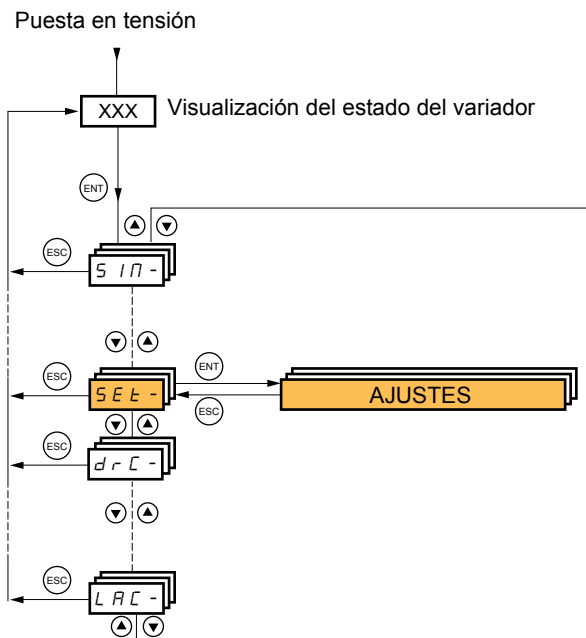 Puesta en tensión
XXX Visualización del estado del variador
ENT
ESC
SIM-
ESC
ENT
SEt-
AJUSTES
ESC
ESC
drC-
ESC
LAC-